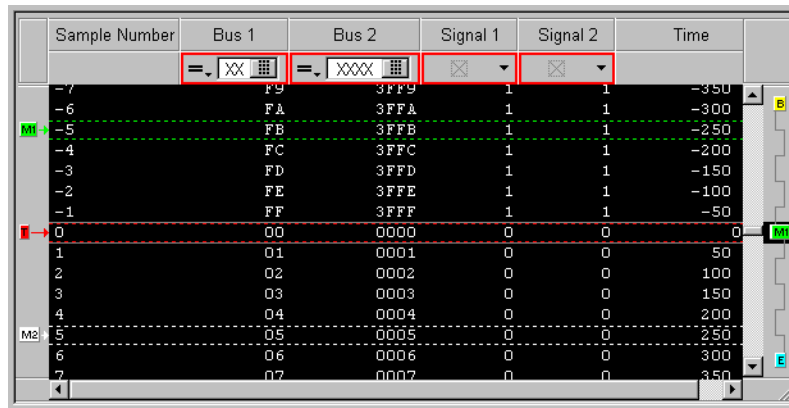 Sample Number Bus 1 Bus 2 Signal 1 Signal 2 Time
=, XX =, XXXX
-7 F9 3FF9 1 1 -350
B
-6 FA 3FFA 1 1 -300
M1 -5 FB 3FFB 1 1 -250
-4 FC 3FFC 1 1 -200
-3 FD 3FFD 1 1 -150
-2 FE 3FFE 1 1 -100
-1 FF 3FFF 1 1 -50
T 0 00 0000 0 0 0 M1
1 01 0001 0 0 50
2 02 0002 0 0 100
3 03 0003 0 0 150
4 04 0004 0 0 200
M2 5 05 0005 0 0 250
6 06 0006 0 0 300 E
7 07 0007 0 0 350